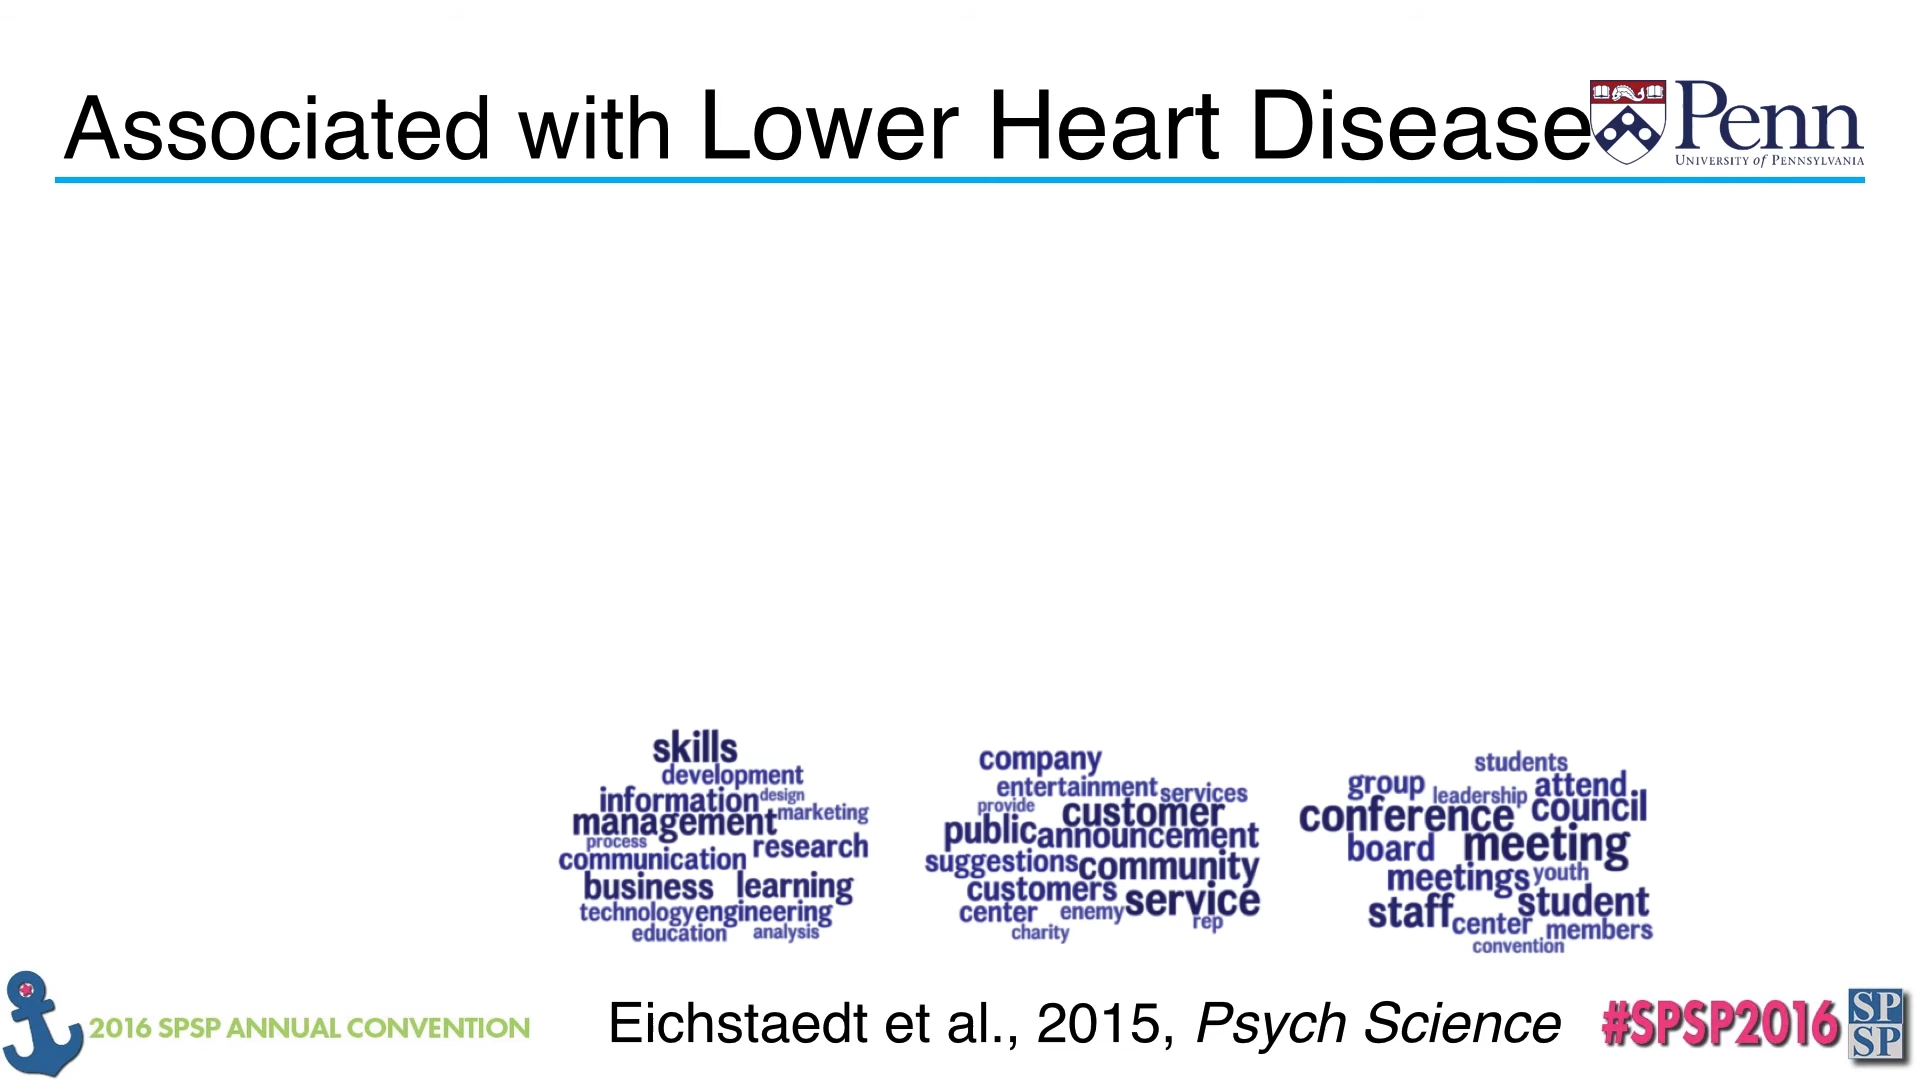 Associated with Lower Heart Disease
Penn
UNIVERSITY of PENNSYLVANIA
skills
development
information design
management marketing
process research
communication
business learning
technology engineering
education analysis
company
entertainment services
provide customer
public announcement
suggestions community
customers service
center enemy rep
charity
students
group leadership attend
conference council
board meeting
meetings youth
staff student
center members
convention
2016 SPSP ANNUAL CONVENTION
Eichstaedt et al., 2015, Psych Science
#SPSP2016
SP
SP